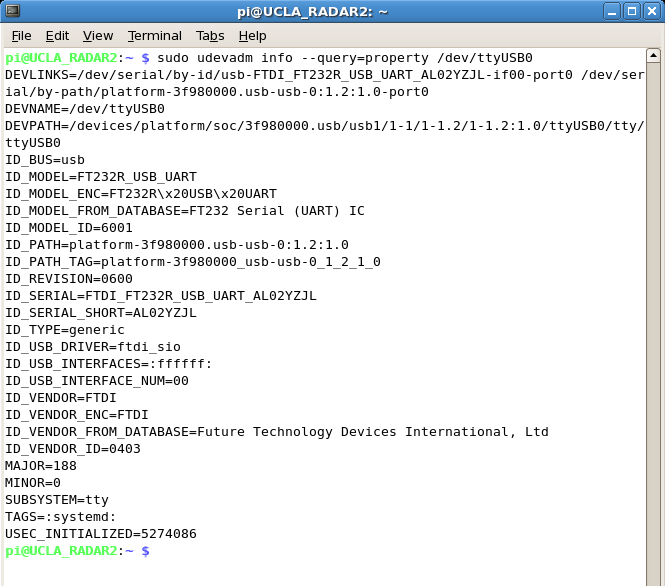 pi@UCLA_RADAR2: ~
File Edit View Terminal Tabs Help
pi@UCLA_RADAR2:~ $ sudo udevadm info --query=property /dev/ttyUSB0
DEVLINKS=/dev/serial/by-id/usb-FTDI_FT232R_USB_UART_AL02YZJL-if00-port0 /dev/ser
ial/by-path/platform-3f980000.usb-usb-0:1.2:1.0-port0
DEVNAME=/dev/ttyUSB0
DEVPATH=/devices/platform/soc/3f980000.usb/usb1/1-1/1-1.2/1-1.2:1.0/ttyUSB0/tty/
ttyUSB0
ID_BUS=usb
ID_MODEL=FT232R_USB_UART
ID_MODEL_ENC=FT232R\x20USB\x20UART
ID_MODEL_FROM_DATABASE=FT232 Serial (UART) IC
ID_MODEL_ID=6001
ID_PATH=platform-3f980000.usb-usb-0:1.2:1.0
ID_PATH_TAG=platform-3f980000_usb-usb-0_1_2_1_0
ID_REVISION=0600
ID_SERIAL=FTDI_FT232R_USB_UART_AL02YZJL
ID_SERIAL_SHORT=AL02YZJL
ID_TYPE=generic
ID_USB_DRIVER=ftdi_sio
ID_USB_INTERFACES=:ffffff:
ID_USB_INTERFACE_NUM=00
ID_VENDOR=FTDI
ID_VENDOR_ENC=FTDI
ID_VENDOR_FROM_DATABASE=Future Technology Devices International, Ltd
ID_VENDOR_ID=0403
MAJOR=188
MINOR=0
SUBSYSTEM=tty
TAGS=:systemd:
USEC_INITIALIZED=5274086
pi@UCLA_RADAR2:~ $